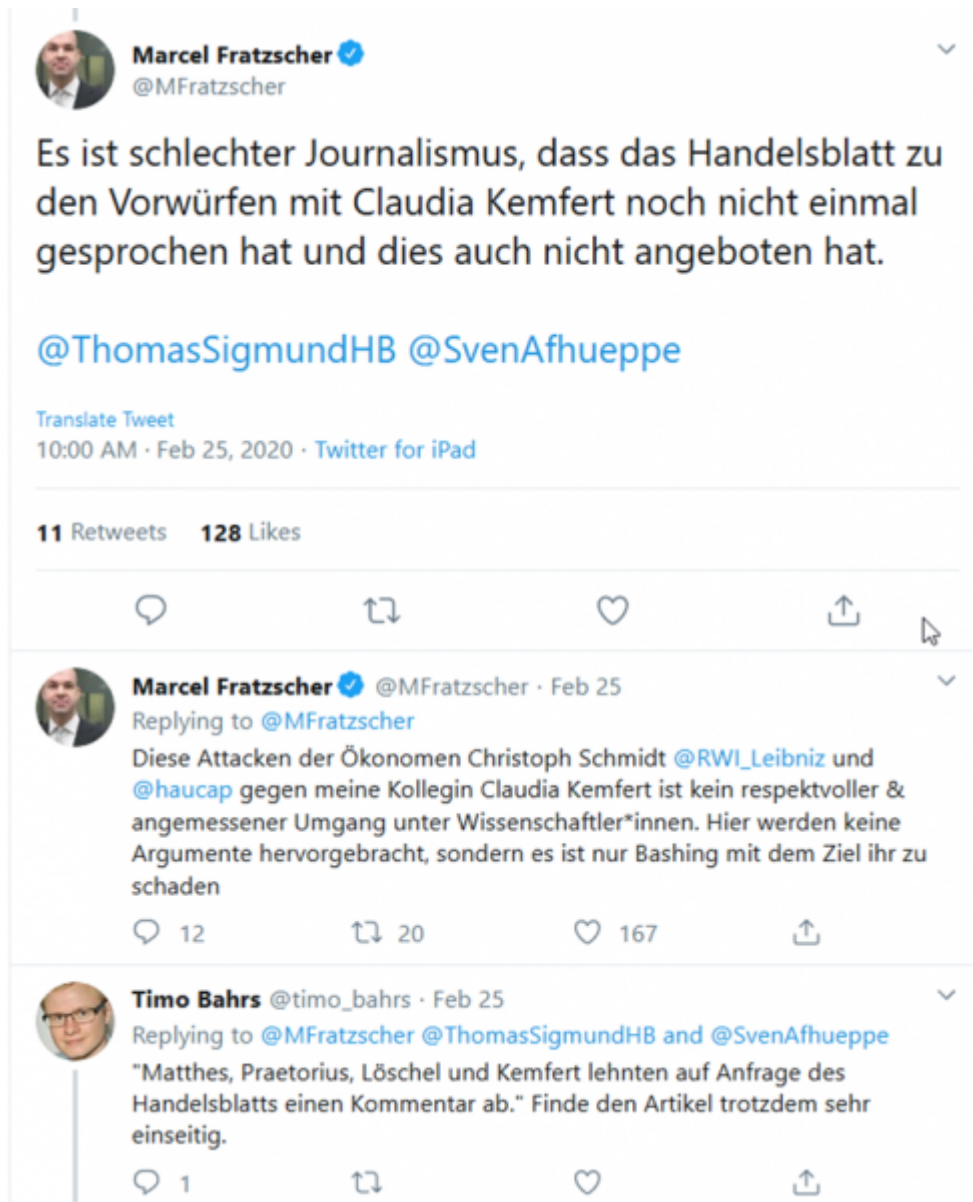 Marcel Fratzscher
@MFratzscher
Es ist schlechter Journalismus, dass das Handelsblatt zu
den Vorwürfen mit Claudia Kemfert noch nicht einmal
gesprochen hat und dies auch nicht angeboten hat.
@ThomasSigmundHB @SvenAfhueppe
Translate Tweet
10:00 AM · Feb 25, 2020 · Twitter for iPad
11 Retweets 128 Likes
Marcel Fratzscher @MFratzscher · Feb 25
Replying to @MFratzscher
Diese Attacken der Ökonomen Christoph Schmidt @RWI_Leibniz und
@haucap gegen meine Kollegin Claudia Kemfert ist kein respektvoller &
angemessener Umgang unter Wissenschaftler*innen. Hier werden keine
Argumente hervorgebracht, sondern es ist nur Bashing mit dem Ziel ihr zu
schaden
12 20 167
Timo Bahrs @timo_bahrs · Feb 25
Replying to @MFratzscher @ThomasSigmundHB and @SvenAfhueppe
"Matthes, Praetorius, Löschel und Kemfert lehnten auf Anfrage des
Handelsblatts einen Kommentar ab." Finde den Artikel trotzdem sehr
einseitig.
1